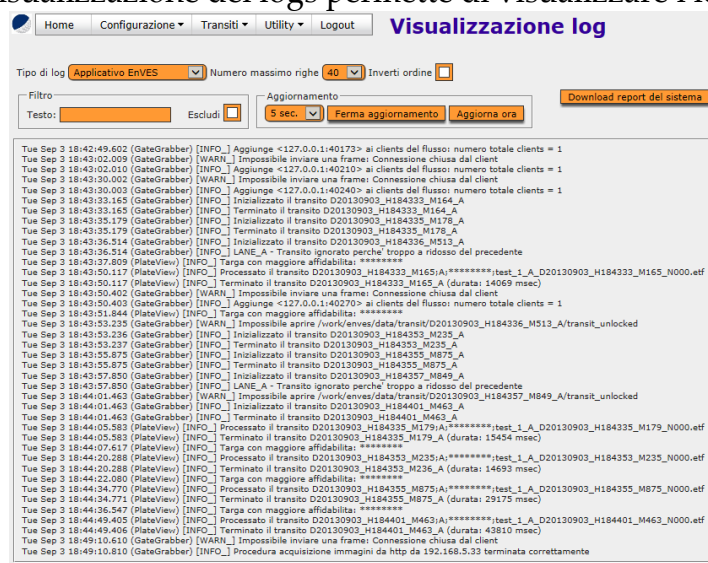 sualizzazione dei logs permette di visualizzare i lo
Home Configurazione Transiti Utility Logout Visualizzazione log
Tipo di log Applicativo EnVES Numero massimo righe 40 Inverti ordine
Filtro Aggiornamento Download report del sistema
Testo: Escludi 5 sec. Ferma aggiornamento Aggiorna ora
Tue Sep 3 18:42:49.602 (GateGrabber) [INFO_] Aggiunge <127.0.0.1:40173> ai clients del flusso: numero totale clients = 1
Tue Sep 3 18:43:02.009 (GateGrabber) [WARN_] Impossibile inviare una frame: Connessione chiusa dal client
Tue Sep 3 18:43:02.010 (GateGrabber) [INFO_] Aggiunge <127.0.0.1:40210> ai clients del flusso: numero totale clients = 1
Tue Sep 3 18:43:30.002 (GateGrabber) [WARN_] Impossibile inviare una frame: Connessione chiusa dal client
Tue Sep 3 18:43:30.003 (GateGrabber) [INFO_] Aggiunge <127.0.0.1:40240> ai clients del flusso: numero totale clients = 1
Tue Sep 3 18:43:33.165 (GateGrabber) [INFO_] Inizializzato il transito D20130903_H184333_M164_A
Tue Sep 3 18:43:33.165 (GateGrabber) [INFO_] Terminato il transito D20130903_H184333_M164_A
Tue Sep 3 18:43:35.179 (GateGrabber) [INFO_] Inizializzato il transito D20130903_H184335_M178_A
Tue Sep 3 18:43:35.179 (GateGrabber) [INFO_] Terminato il transito D20130903_H184335_M178_A
Tue Sep 3 18:43:36.514 (GateGrabber) [INFO_] Inizializzato il transito D20130903_H184336_M513_A
Tue Sep 3 18:43:36.514 (GateGrabber) [INFO_] LANE_A - Transito ignorato perche' troppo a ridosso del precedente
Tue Sep 3 18:43:37.809 (PlateView) [INFO_] Targa con maggiore affidabilita: ********
Tue Sep 3 18:43:50.117 (PlateView) [INFO_] Processato il transito D20130903_H184333_M165;A;********;test_1_A_D20130903_H184333_M165_N000.etf
Tue Sep 3 18:43:50.117 (PlateView) [INFO_] Terminato il transito D20130903_H184333_M165_A (durata: 14069 msec)
Tue Sep 3 18:43:50.402 (GateGrabber) [WARN_] Impossibile inviare una frame: Connessione chiusa dal client
Tue Sep 3 18:43:50.403 (GateGrabber) [INFO_] Aggiunge <127.0.0.1:40270> ai clients del flusso: numero totale clients = 1
Tue Sep 3 18:43:51.844 (PlateView) [INFO_] Targa con maggiore affidabilita: ********
Tue Sep 3 18:43:53.235 (GateGrabber) [WARN_] Impossibile aprire /work/enves/data/transit/D20130903_H184336_M513_A/transit_unlocked
Tue Sep 3 18:43:53.236 (GateGrabber) [INFO_] Inizializzato il transito D20130903_H184353_M235_A
Tue Sep 3 18:43:53.237 (GateGrabber) [INFO_] Terminato il transito D20130903_H184353_M235_A
Tue Sep 3 18:43:55.875 (GateGrabber) [INFO_] Inizializzato il transito D20130903_H184355_M875_A
Tue Sep 3 18:43:55.875 (GateGrabber) [INFO_] Terminato il transito D20130903_H184355_M875_A
Tue Sep 3 18:43:57.850 (GateGrabber) [INFO_] Inizializzato il transito D20130903_H184357_M849_A
Tue Sep 3 18:43:57.850 (GateGrabber) [INFO_] LANE_A - Transito ignorato perche' troppo a ridosso del precedente
Tue Sep 3 18:44:01.463 (GateGrabber) [WARN_] Impossibile aprire /work/enves/data/transit/D20130903_H184357_M849_A/transit_unlocked
Tue Sep 3 18:44:01.463 (GateGrabber) [INFO_] Inizializzato il transito D20130903_H184401_M463_A
Tue Sep 3 18:44:01.463 (GateGrabber) [INFO_] Terminato il transito D20130903_H184401_M463_A
Tue Sep 3 18:44:05.583 (PlateView) [INFO_] Processato il transito D20130903_H184335_M179;A;********;test_1_A_D20130903_H184335_M179_N000.etf
Tue Sep 3 18:44:05.583 (PlateView) [INFO_] Terminato il transito D20130903_H184335_M179_A (durata: 15454 msec)
Tue Sep 3 18:44:07.617 (PlateView) [INFO_] Targa con maggiore affidabilita: ********
Tue Sep 3 18:44:20.288 (PlateView) [INFO_] Processato il transito D20130903_H184353_M235;A;********;test_1_A_D20130903_H184353_M235_N000.etf
Tue Sep 3 18:44:20.288 (PlateView) [INFO_] Terminato il transito D20130903_H184353_M236_A (durata: 14693 msec)
Tue Sep 3 18:44:22.080 (PlateView) [INFO_] Targa con maggiore affidabilita: ********
Tue Sep 3 18:44:34.770 (PlateView) [INFO_] Processato il transito D20130903_H184355_M875;A;********;test_1_A_D20130903_H184355_M875_N000.etf
Tue Sep 3 18:44:34.771 (PlateView) [INFO_] Terminato il transito D20130903_H184355_M875_A (durata: 29175 msec)
Tue Sep 3 18:44:36.547 (PlateView) [INFO_] Targa con maggiore affidabilita: ********
Tue Sep 3 18:44:49.405 (PlateView) [INFO_] Processato il transito D20130903_H184401_M463;A;********;test_1_A_D20130903_H184401_M463_N000.etf
Tue Sep 3 18:44:49.406 (PlateView) [INFO_] Terminato il transito D20130903_H184401_M463_A (durata: 43810 msec)
Tue Sep 3 18:49:10.610 (GateGrabber) [WARN_] Impossibile inviare una frame: Connessione chiusa dal client
Tue Sep 3 18:49:10.810 (GateGrabber) [INFO_] Procedura acquisizione immagini da http da 192.168.5.33 terminata correttamente